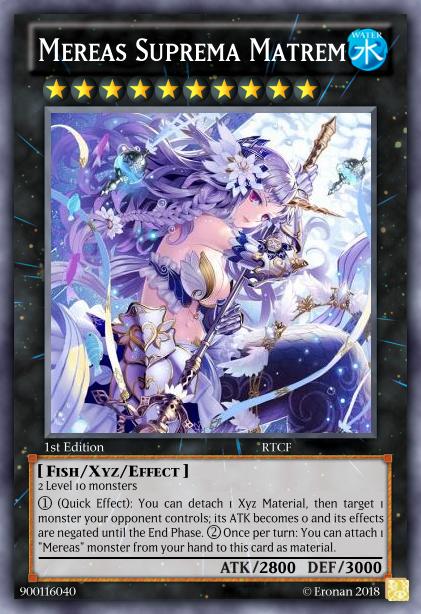 Mereas Suprema Matrem
WATER
水
1st Edition RTCF
[ Fish/Xyz/Effect ]
2 Level 10 monsters
① (Quick Effect): You can detach 1 Xyz Material, then target 1
monster your opponent controls; its ATK becomes 0 and its effects
are negated until the End Phase. ② Once per turn: You can attach 1
"Mereas" monster from your hand to this card as material.
ATK/2800 DEF/3000
900116040 © Eronan 2018